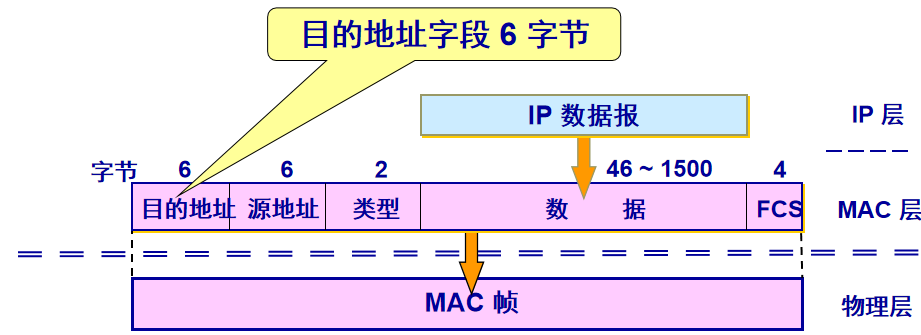 目的地址字段 6 字节
IP 数据报
IP 层
字节 6 6 2 46 ~ 1500 4
目的地址 源地址 类型 数 据 FCS MAC 层
MAC 帧
物理层